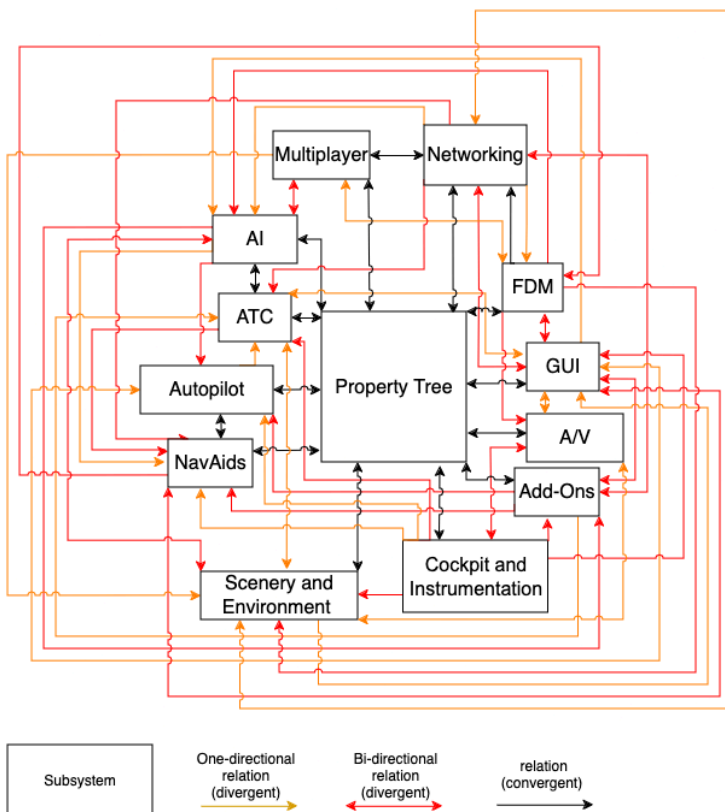 Multiplayer
Networking
AI
FDM
ATC
Property Tree
GUI
Autopilot
A/V
NavAids
Add-Ons
Cockpit and
Instrumentation
Scenery and
Environment
Subsystem
One-directional
relation
(divergent)
Bi-directional
relation
(divergent)
relation
(convergent)